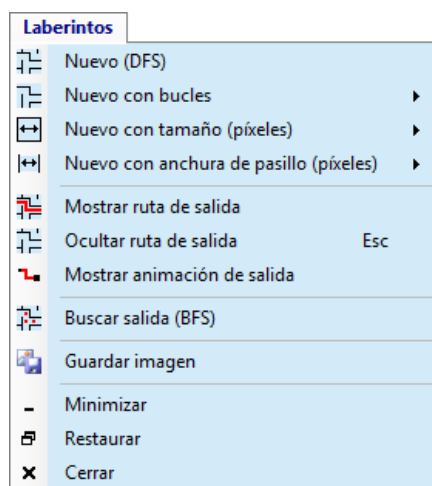 Laberintos
Nuevo (DFS)
Nuevo con bucles
Nuevo con tamaño (píxeles)
Nuevo con anchura de pasillo (píxeles)
Mostrar ruta de salida
Ocultar ruta de salida Esc
Mostrar animación de salida
Buscar salida (BFS)
Guardar imagen
Minimizar
Restaurar
Cerrar